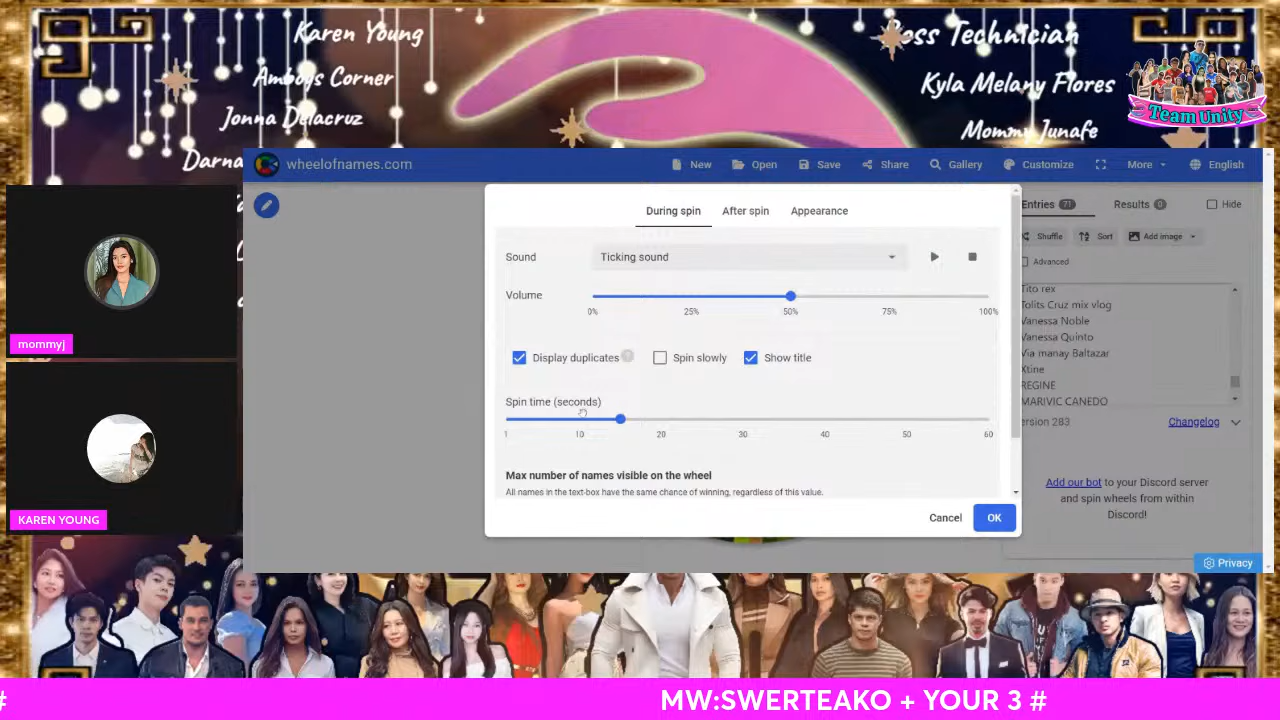 Karen Young
Amboys Corner
Jonna Delacruz
Darna
Boss Technician
Kyla Melany Flores
Mommy Junafe
Team Unity
wheelofnames.com
New
Open
Save
Share
Gallery
Customize
More
English
During spin
After spin
Appearance
Sound
Ticking sound
Volume
0%
25%
50%
75%
100%
Display duplicates
?
Spin slowly
Show title
Spin time (seconds)
1
10
20
30
40
50
60
Max number of names visible on the wheel
All names in the text-box have the same chance of winning, regardless of this value.
Cancel
OK
Entries 71
Results 0
Hide
Shuffle
Sort
Add image
Advanced
Tito rex
Tolits Cruz mix vlog
Vanessa Noble
Vanessa Quinto
Via manay Baltazar
Xtine
REGINE
MARIVIC CANEDO
ersion 283
Changelog
Add our bot to your Discord server
and spin wheels from within
Discord!
Privacy
mommyj
KAREN YOUNG
#
MW:SWERTEAKO + YOUR 3 #